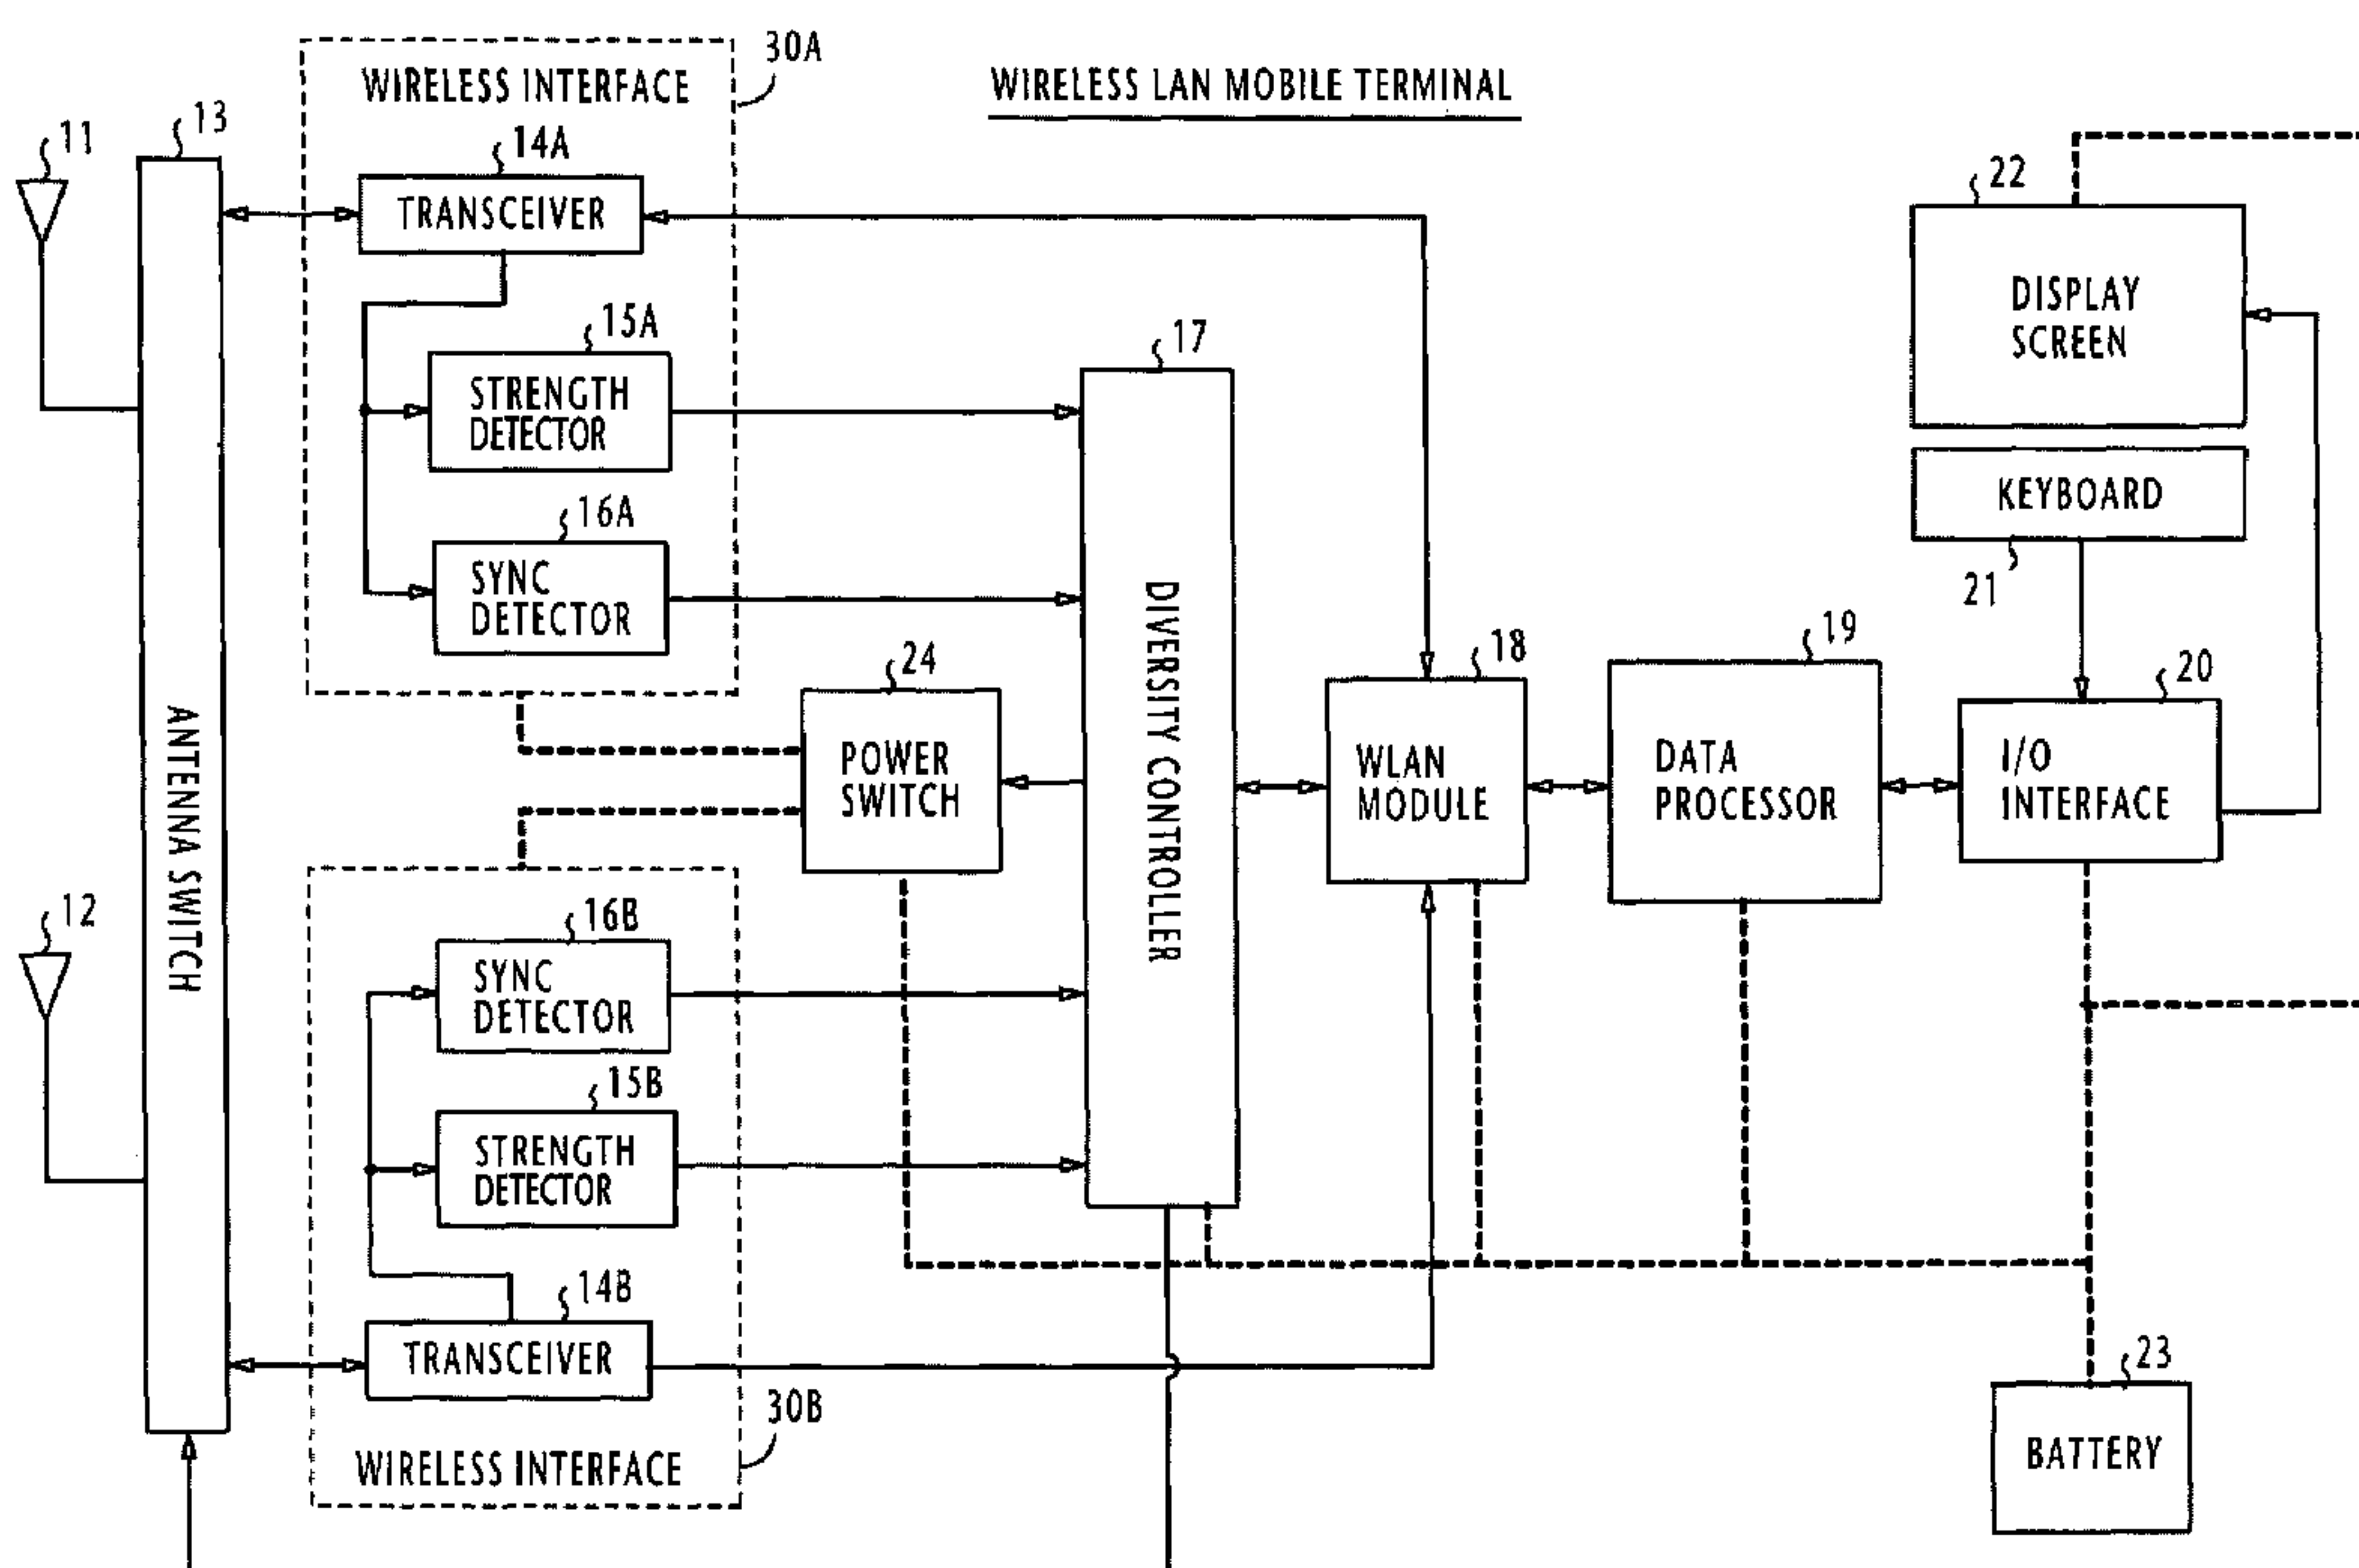 WIRELESS LAN MOBILE TERMINAL
30A
WIRELESS INTERFACE
11
13
14A
TRANSCEIVER
15A
STRENGTH
DETECTOR
16A
SYNC
DETECTOR
ANTENNA SWITCH
12
24
POWER
SWITCH
17
DIVERSITY CONTROLLER
16B
SYNC
DETECTOR
15B
STRENGTH
DETECTOR
14B
TRANSCEIVER
30B
WIRELESS INTERFACE
18
WLAN
MODULE
19
DATA
PROCESSOR
20
I/O
INTERFACE
22
DISPLAY
SCREEN
KEYBOARD
21
23
BATTERY